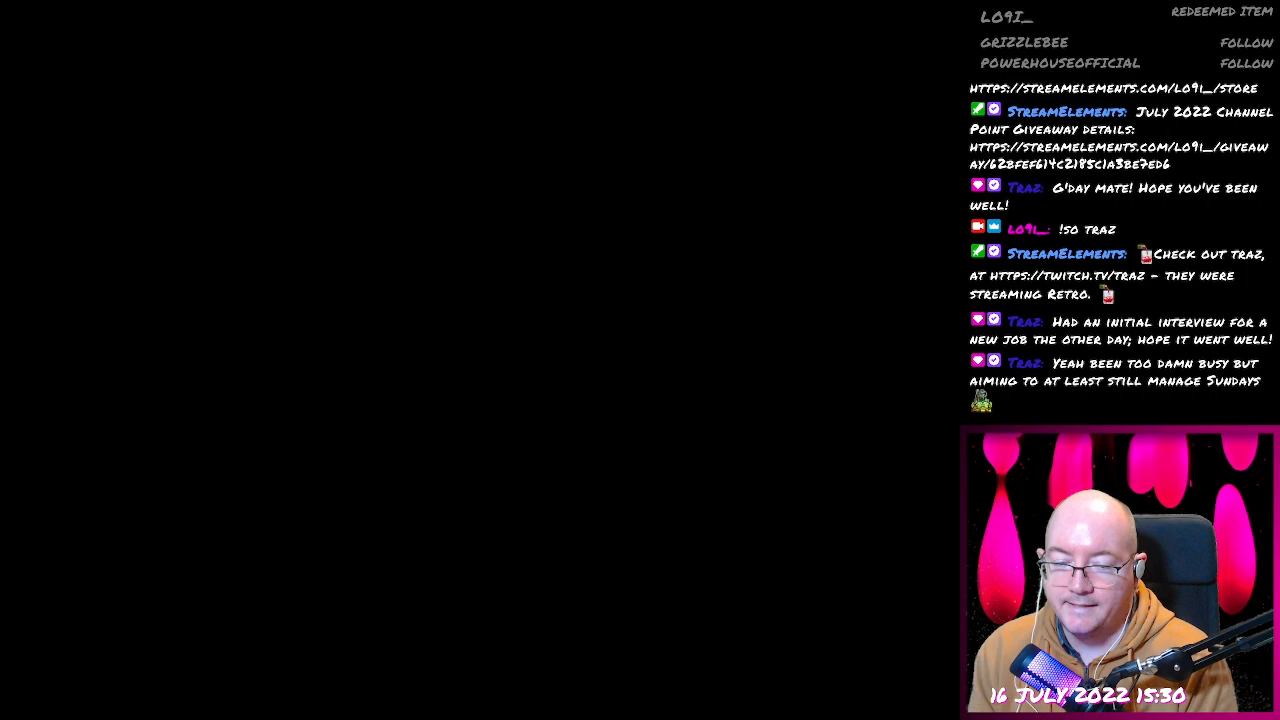 LO9I_ REDEEMED ITEM
GRIZZLEBEE FOLLOW
POWERHOUSEOFFICIAL FOLLOW
HTTPS://STREAMELEMENTS.COM/LO9I_/STORE
STREAMELEMENTS: JULY 2022 CHANNEL
POINT GIVEAWAY DETAILS:
HTTPS://STREAMELEMENTS.COM/LO9I_/GIVEAW
AY/62BFEF614C2185C1A3BE7ED6
TRAZ: G'DAY MATE! HOPE YOU'VE BEEN
WELL!
LO9I_: !SO TRAZ
STREAMELEMENTS: CHECK OUT TRAZ,
AT HTTPS://TWITCH.TV/TRAZ - THEY WERE
STREAMING RETRO.
TRAZ: HAD AN INITIAL INTERVIEW FOR A
NEW JOB THE OTHER DAY; HOPE IT WENT WELL!
TRAZ: YEAH BEEN TOO DAMN BUSY BUT
AIMING TO AT LEAST STILL MANAGE SUNDAYS
16 JULY 2022 15:30